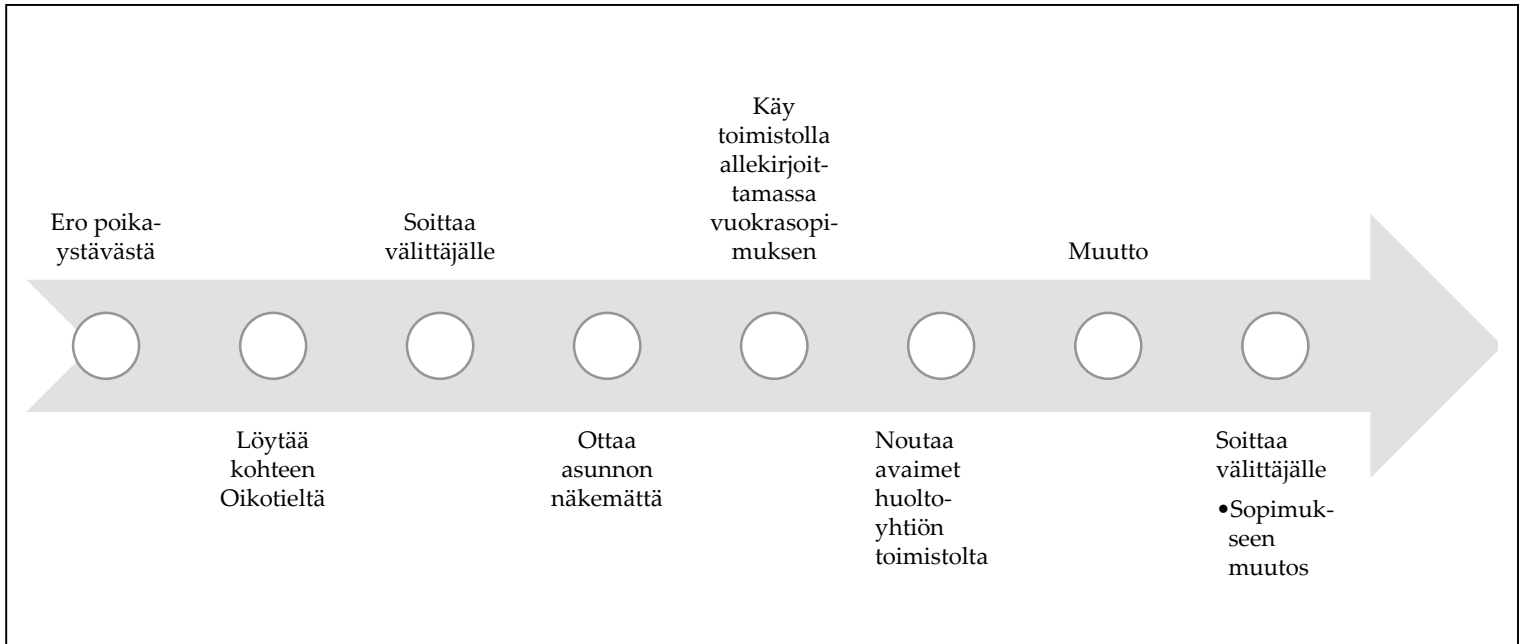 Ero poika-
ystävästä
Löytää
kohteen
Oikotieltä
Soittaa
välittäjälle
Ottaa
asunnon
näkemättä
Käy
toimistolla
allekirjoit-
tamassa
vuokrasopi-
muksen
Noutaa
avaimet
huolto-
yhtiön
toimistolta
Muutto
Soittaa
välittäjälle
•Sopimuk-
seen
muutos